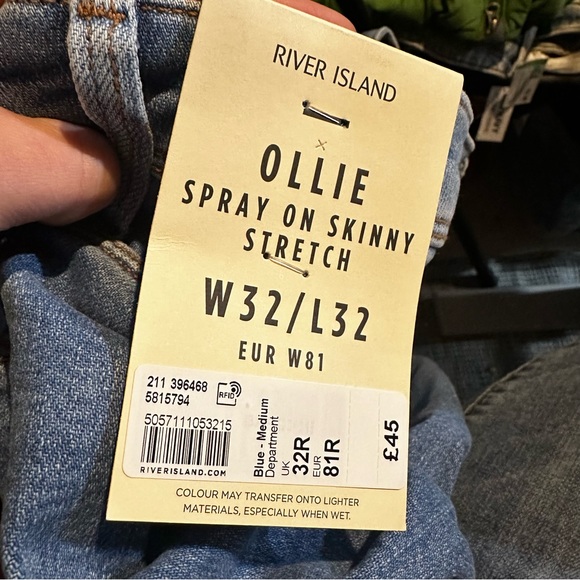 RIVER ISLAND
OLLIE
SPRAY ON SKINNY
STRETCH
W32/L32
EUR W81
211 396468
5815794
RFID
5057111053215
RIVERISLAND.COM
Blue - Medium
Department
UK
32R
EUR
81R
£45
COLOUR MAY TRANSFER ONTO LIGHTER
MATERIALS, ESPECIALLY WHEN WET.